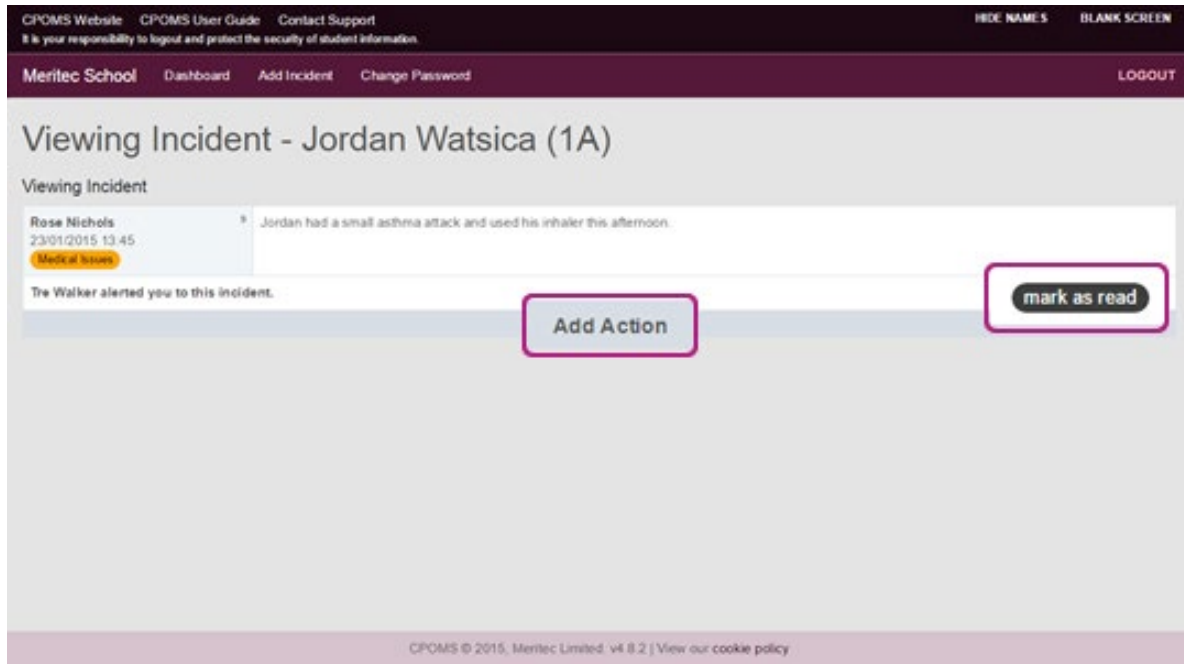 CPOMS Website CPOMS User Guide Contact Support HIDE NAMES BLANK SCREEN
It is your responsibility to logout and protect the security of student information.
Meritec School Dashboard Add Incident Change Password LOGOUT
Viewing Incident - Jordan Watsica (1A)
Viewing Incident
Rose Nichols
23/01/2015 13:45
Medical Issues
Jordan had a small asthma attack and used his inhaler this afternoon.
Tre Walker alerted you to this incident.
mark as read
Add Action
CPOMS © 2015, Meritec Limited. v4.8.2 | View our cookie policy